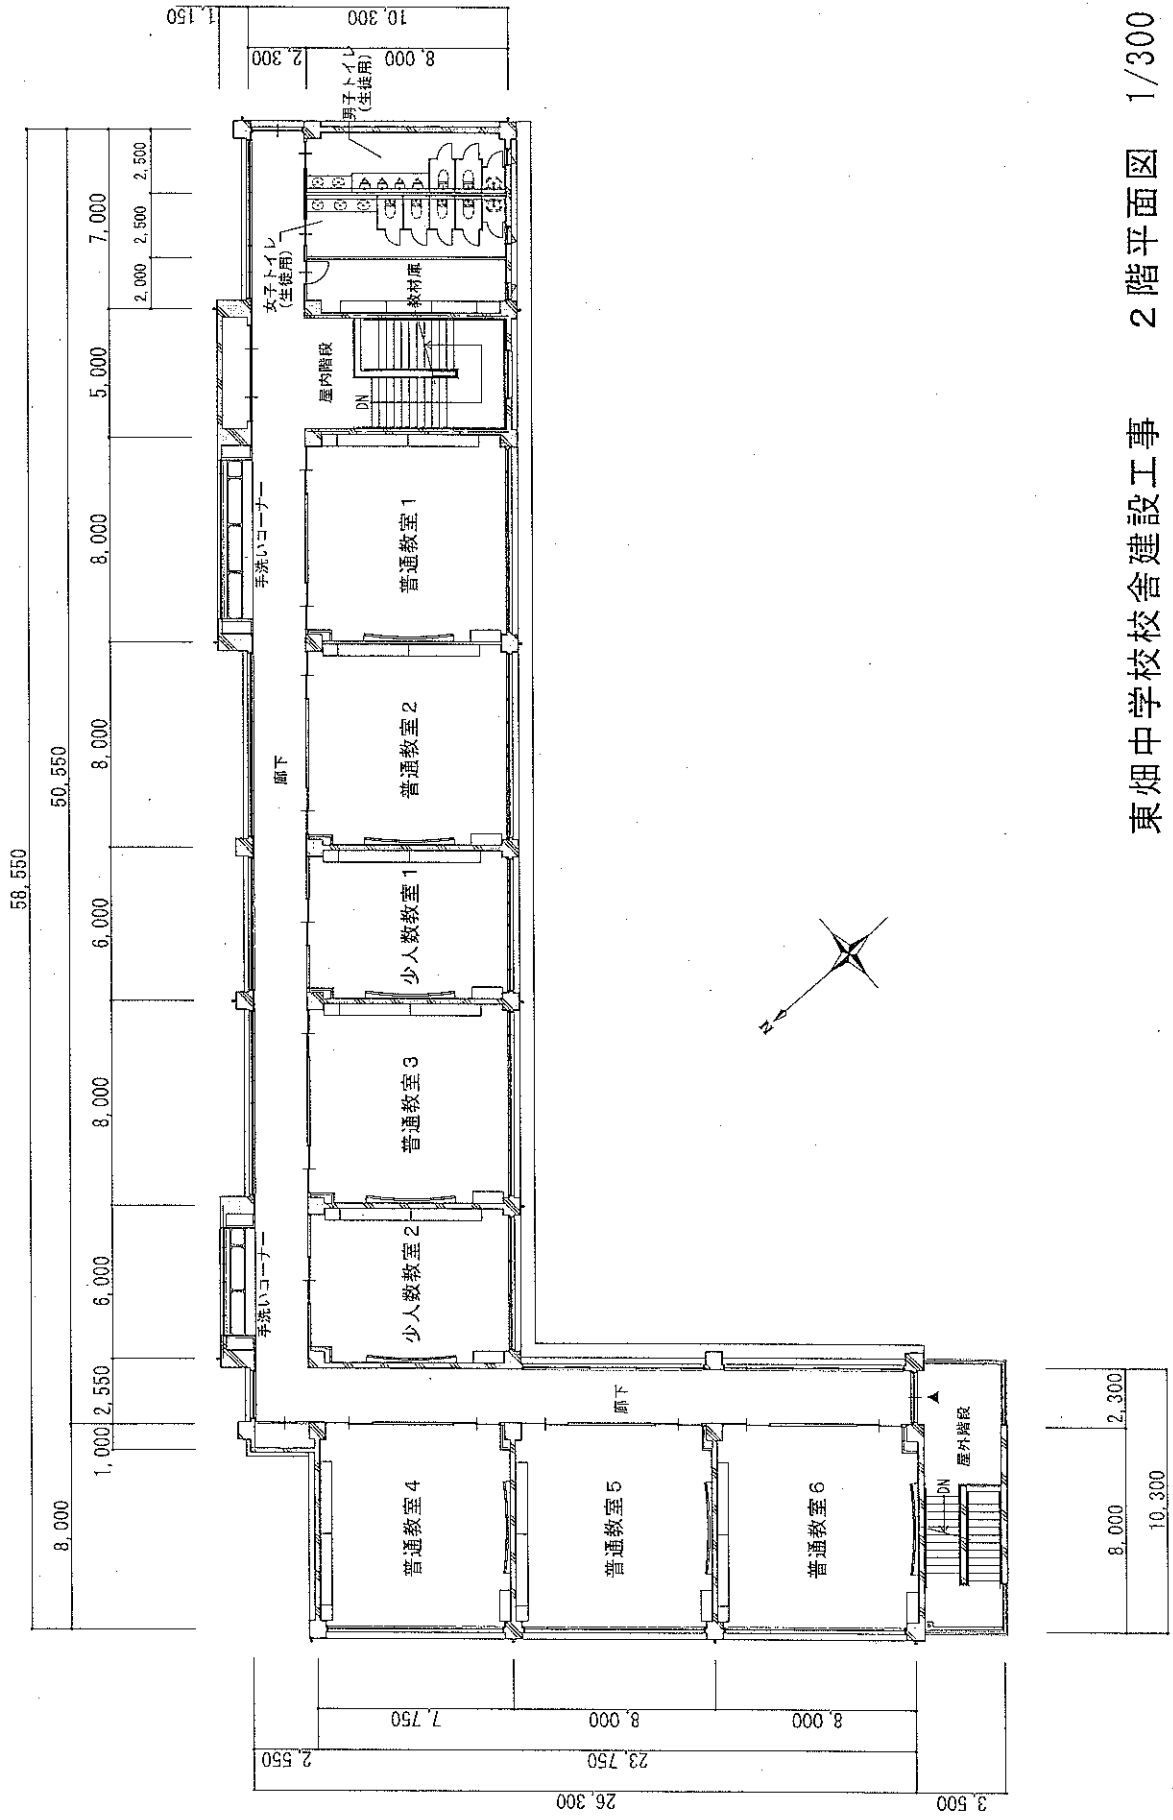 東畑中学校校舎建設工事 2階平面図 1/300
58,550
50,550
8,000
7,000
5,000
8,000
8,000
6,000
8,000
6,000
2,550
1,000
2,500
2,500
2,000
1,150
10,300
2,300
8,000
男子トイレ
(生徒用)
女子トイレ
(生徒用)
教材庫
屋内階段
DN
手洗いコーナー
普通教室1
廊下
普通教室2
少人数教室1
普通教室3
手洗いコーナー
少人数教室2
廊下
普通教室4
普通教室5
普通教室6
屋外階段
DN
N
2,300
8,000
10,300
7,750
8,000
8,000
2,550
23,750
26,300
3,500